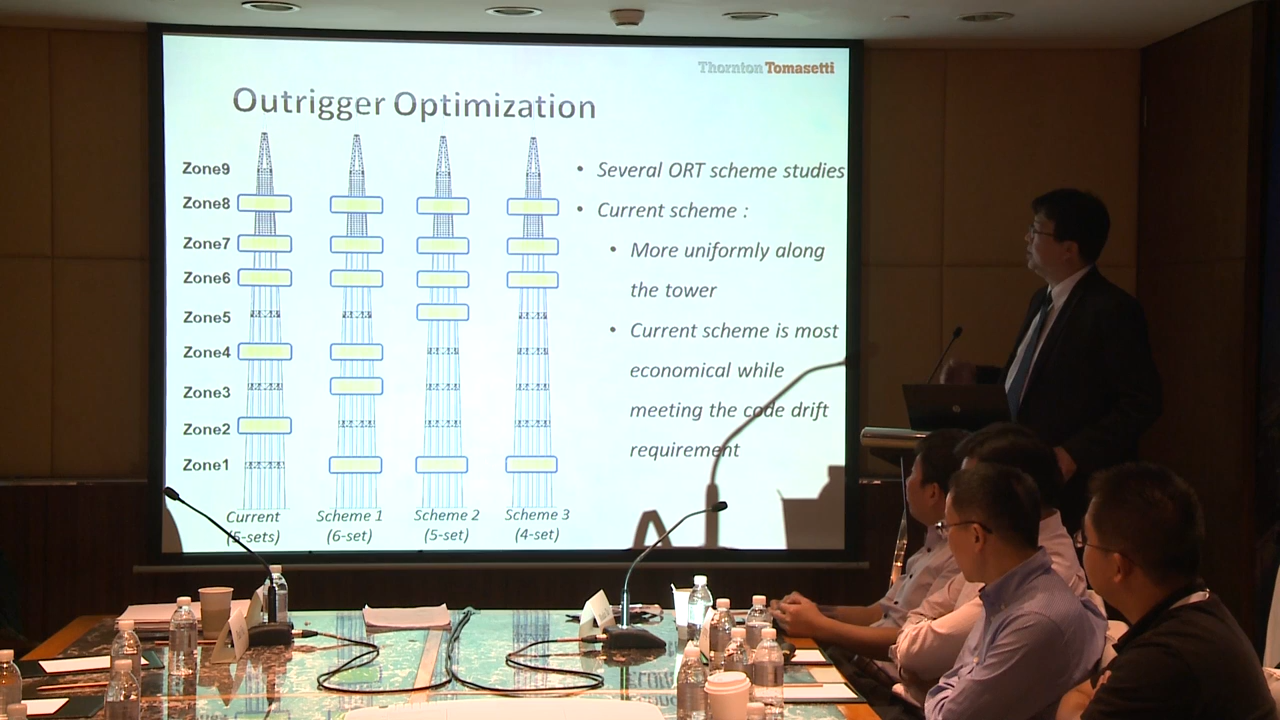 Thornton Tomasetti
Outrigger Optimization
Zone9
Zone8
Zone7
Zone6
Zone5
Zone4
Zone3
Zone2
Zone1
Current
(5-sets)
Scheme 1
(6-set)
Scheme 2
(5-set)
Scheme 3
(4-set)
• Several ORT scheme studies
• Current scheme :
• More uniformly along
the tower
• Current scheme is most
economical while
meeting the code drift
requirement